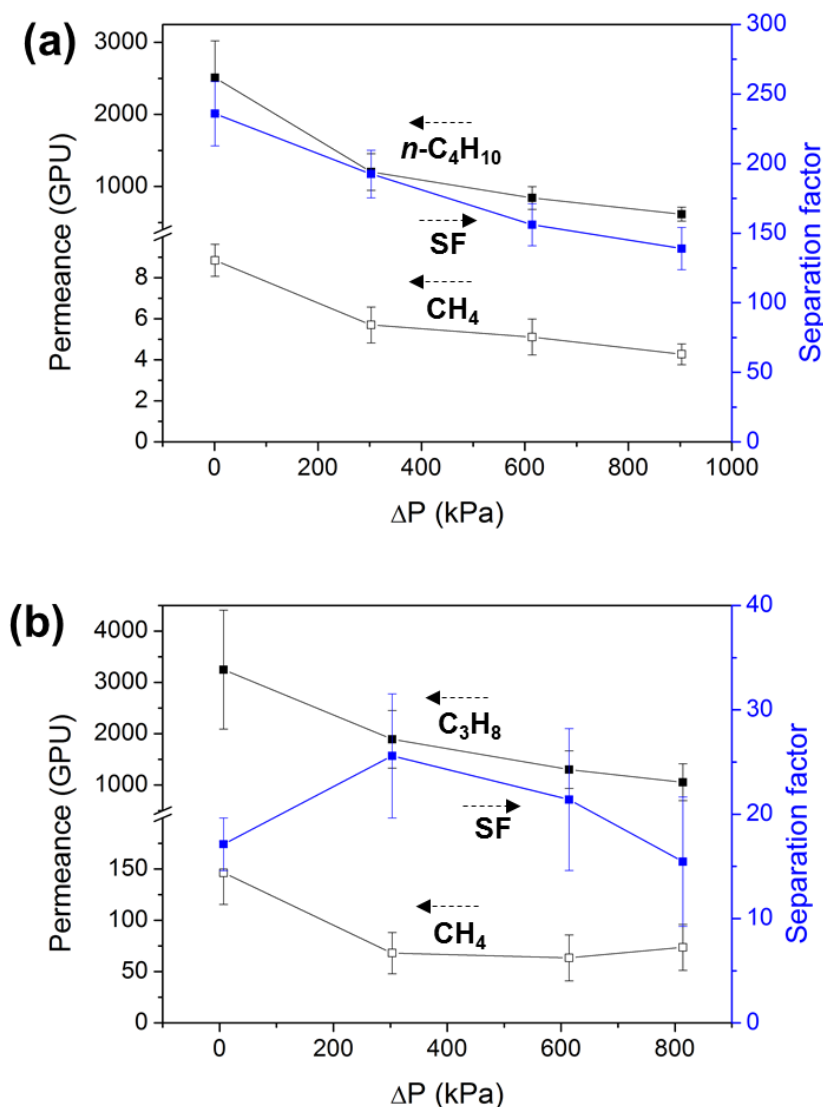 (a)
3000
2000
1000
8
6
4
2
0
Permeance (GPU)
n-C₄H₁₀
SF
CH₄
300
250
200
150
100
50
0
Separation factor
0 200 400 600 800 1000
ΔP (kPa)
(b)
4000
3000
2000
1000
150
100
50
0
Permeance (GPU)
C₃H₈
SF
CH₄
40
30
20
10
0
Separation factor
0 200 400 600 800
ΔP (kPa)